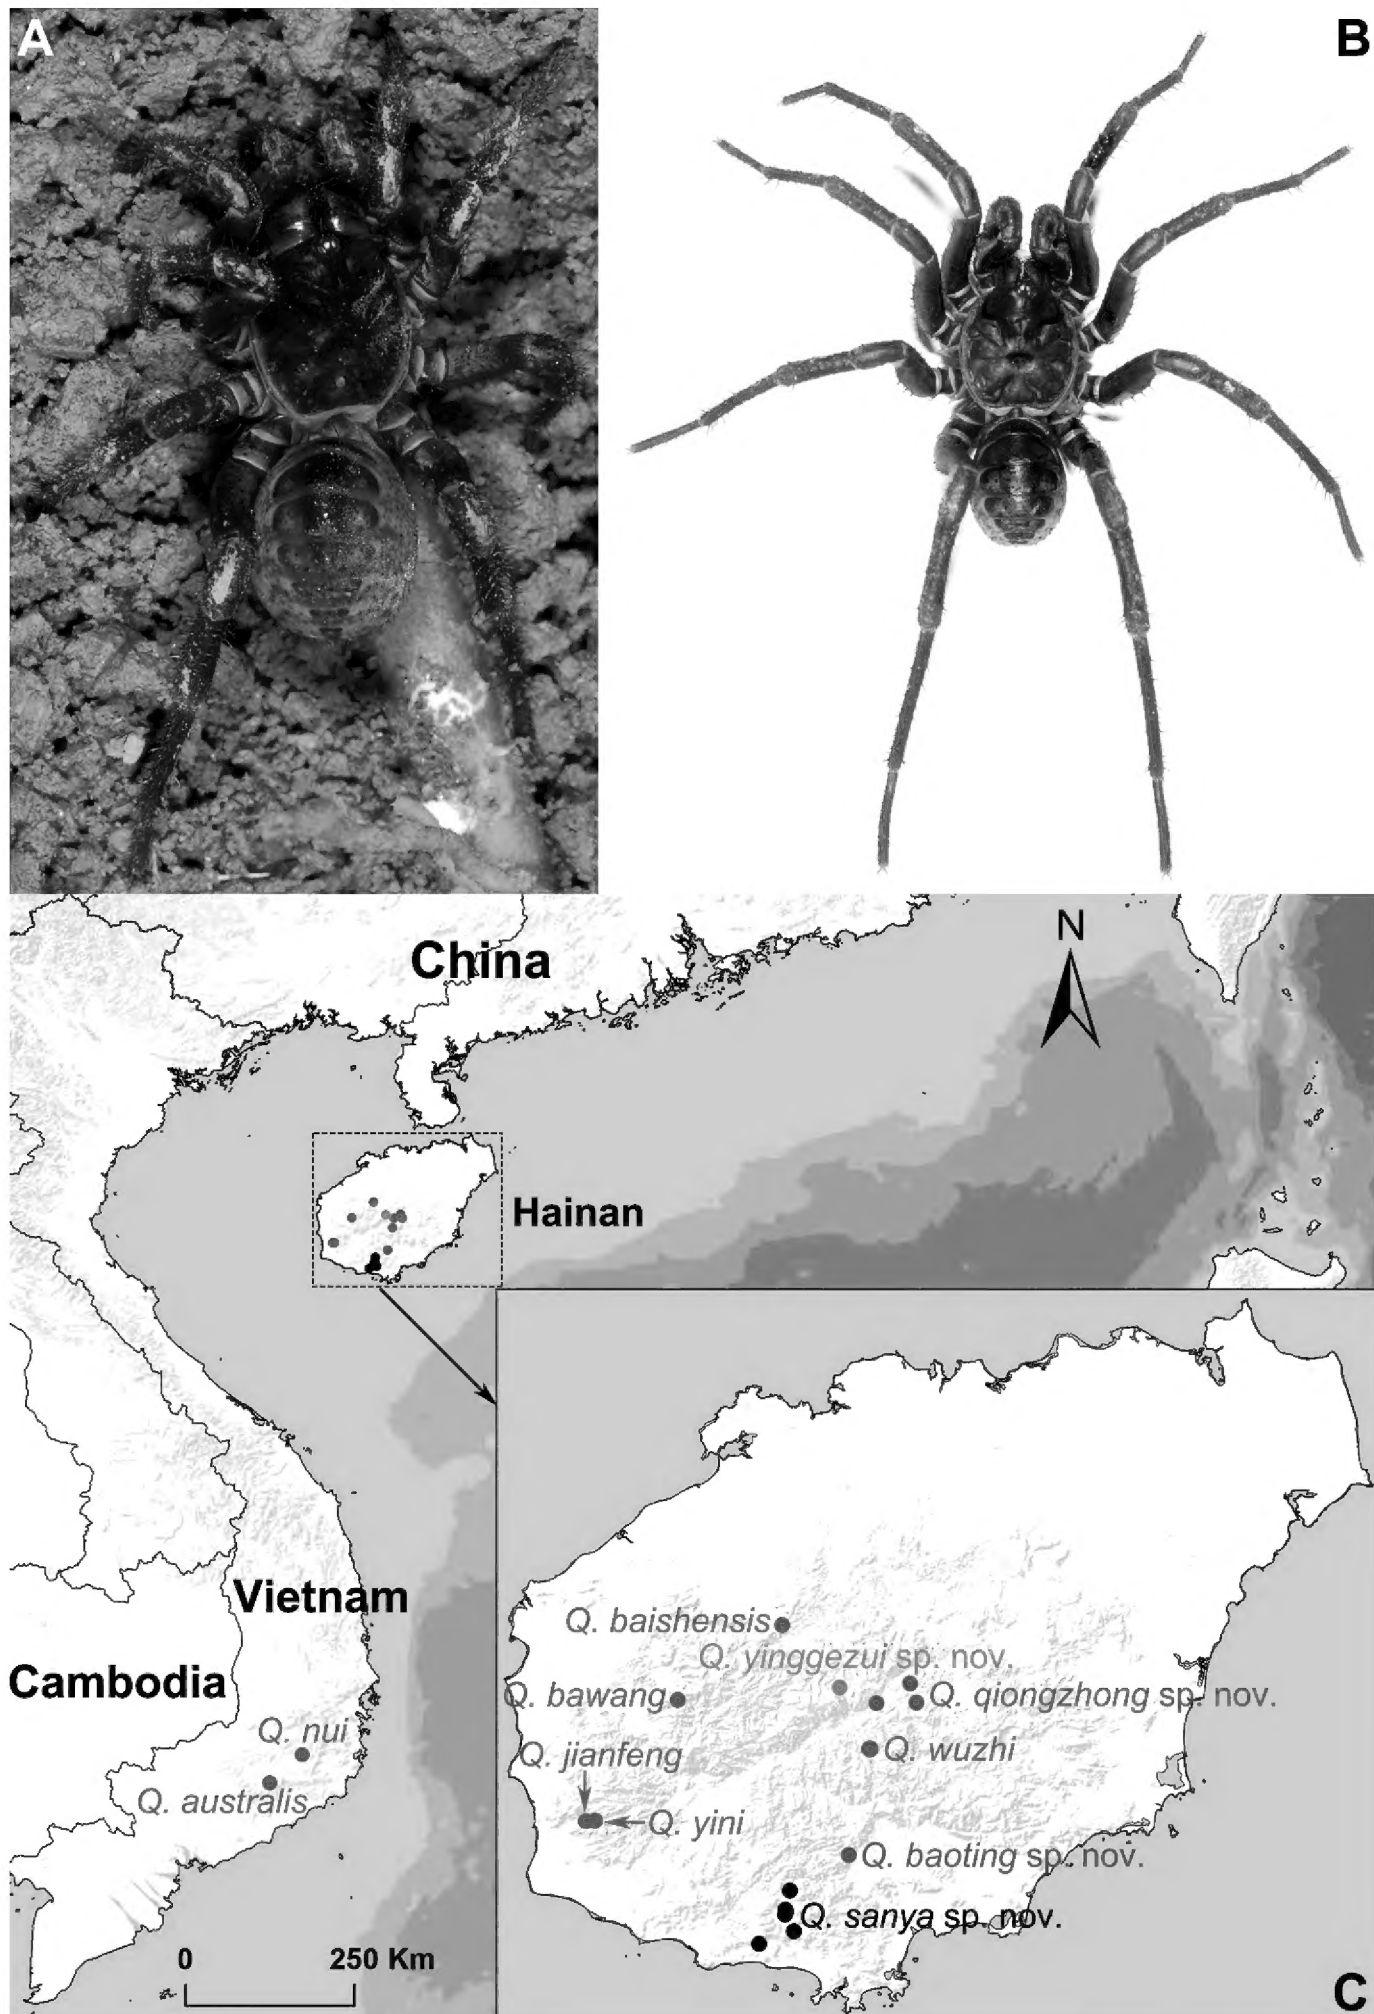 A
B
China
N
Hainan
Q. baishensis
Q. yinggezui sp. nov.
Q. bawang
Q. qiongzhong sp. nov.
Vietnam
Q. jianfeng
Q. wuzhi
Cambodia
Q. nui
Q. australis
Q. yini
Q. baoting sp. nov.
Q. sanya sp. nov.
0 250 Km
C